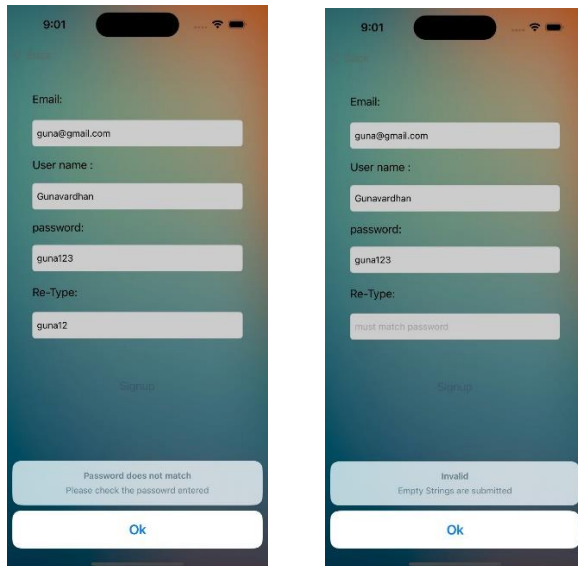 9:01
Email:
guna@gmail.com
User name :
Gunavardhan
password:
guna123
Re-Type:
guna12
Signup
Password does not match
Please check the passowrd entered
Ok
9:01
Email:
guna@gmail.com
User name :
Gunavardhan
password:
guna123
Re-Type:
must match password
Signup
Invalid
Empty Strings are submitted
Ok